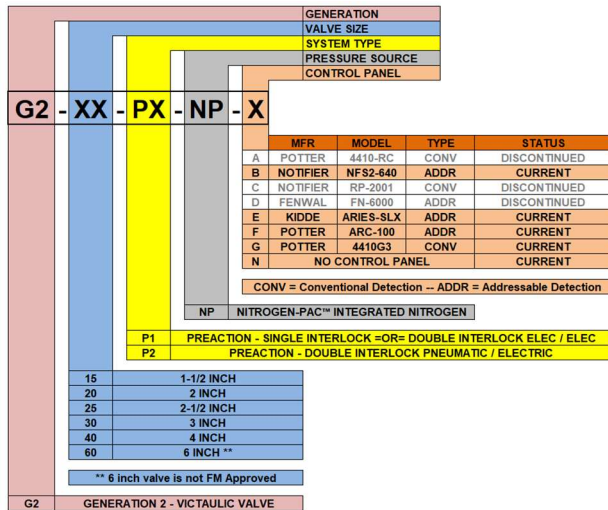 GENERATION
VALVE SIZE
SYSTEM TYPE
PRESSURE SOURCE
CONTROL PANEL
G2 - XX - PX - NP - X
MFR MODEL TYPE STATUS
A POTTER 4410-RC CONV DISCONTINUED
B NOTIFIER NFS2-640 ADDR CURRENT
C NOTIFIER RP-2001 CONV DISCONTINUED
D FENWAL FN-6000 ADDR DISCONTINUED
E KIDDE ARIES-SLX ADDR CURRENT
F POTTER ARC-100 ADDR CURRENT
G POTTER 4410G3 CONV CURRENT
N NO CONTROL PANEL CURRENT
CONV = Conventional Detection -- ADDR = Addressable Detection
NP NITROGEN-PAC™ INTEGRATED NITROGEN
P1 PREACTION - SINGLE INTERLOCK =OR= DOUBLE INTERLOCK ELEC / ELEC
P2 PREACTION - DOUBLE INTERLOCK PNEUMATIC / ELECTRIC
15 1-1/2 INCH
20 2 INCH
25 2-1/2 INCH
30 3 INCH
40 4 INCH
60 6 INCH **
** 6 inch valve is not FM Approved
G2 GENERATION 2 - VICTAULIC VALVE